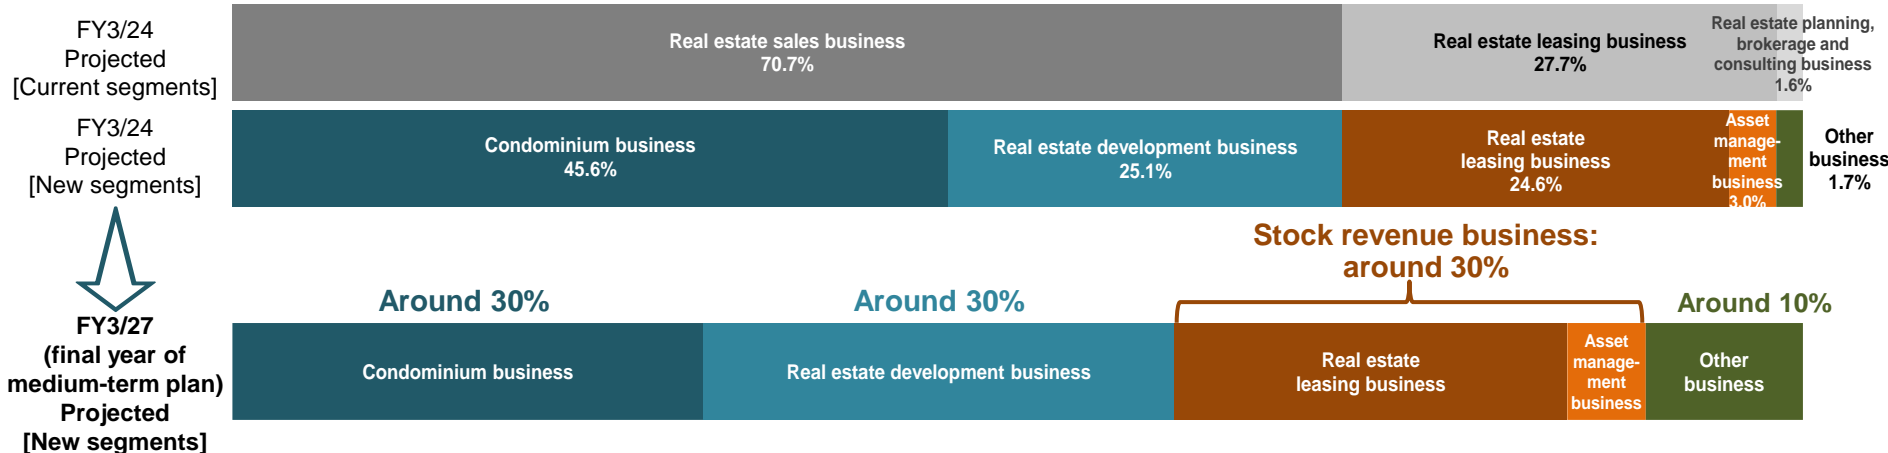 FY3/24
Projected
[Current segments]
Real estate sales business
70.7%
Real estate leasing business
27.7%
Real estate planning,
brokerage and
consulting business
1.6%
FY3/24
Projected
[New segments]
Condominium business
45.6%
Real estate development business
25.1%
Real estate
leasing business
24.6%
Asset
manage-
ment
business
3.0%
Other
business
1.7%
Stock revenue business:
around 30%
Around 30%
Around 30%
Around 10%
FY3/27
(final year of
medium-term plan)
Projected
[New segments]
Condominium business
Real estate development business
Real estate
leasing business
Asset
manage-
ment
business
Other
business